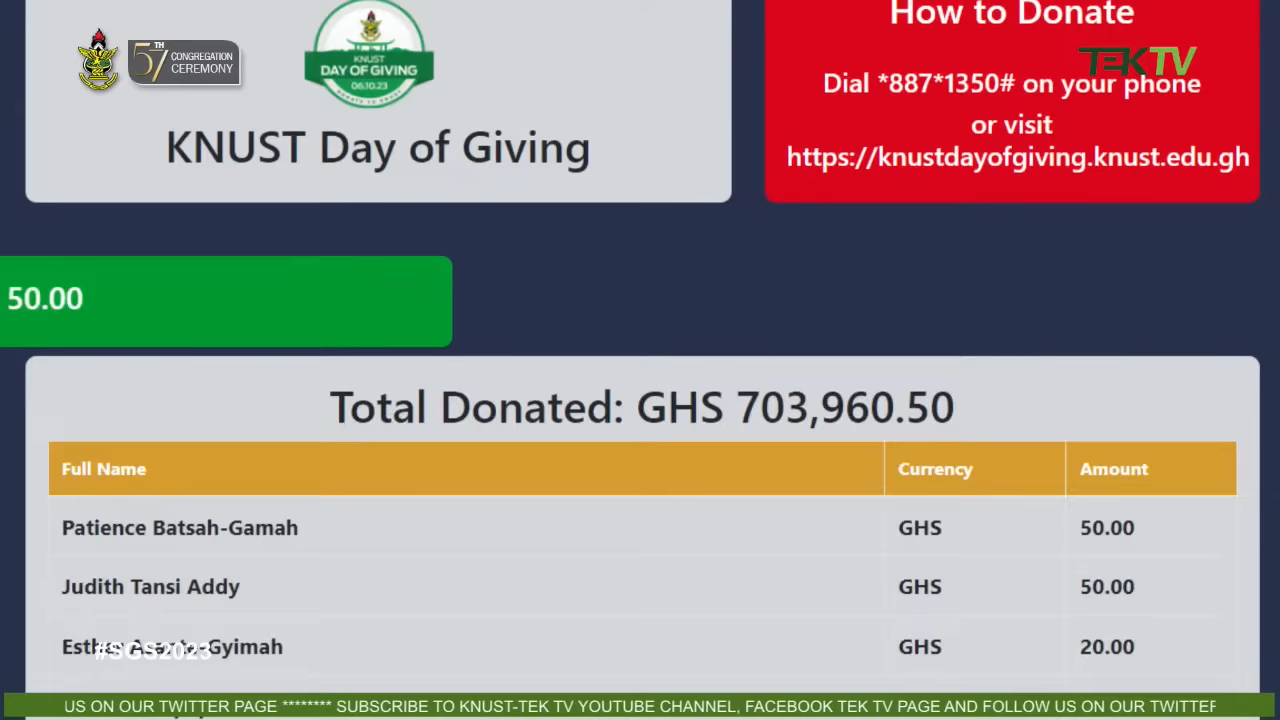 57TH CONGREGATION CEREMONY
KNUST
DAY OF GIVING
06.10.23
KNUST Day of Giving
How to Donate
TEKTV
Dial *887*1350# on your phone
or visit
https://knustdayofgiving.knust.edu.gh
50.00
Total Donated: GHS 703,960.50
Full Name Currency Amount
Patience Batsah-Gamah GHS 50.00
Judith Tansi Addy GHS 50.00
Gyimah GHS 20.00
#SGS2023
US ON OUR TWITTER PAGE ******** SUBSCRIBE TO KNUST-TEK TV YOUTUBE CHANNEL, FACEBOOK TEK TV PAGE AND FOLLOW US ON OUR TWITTER